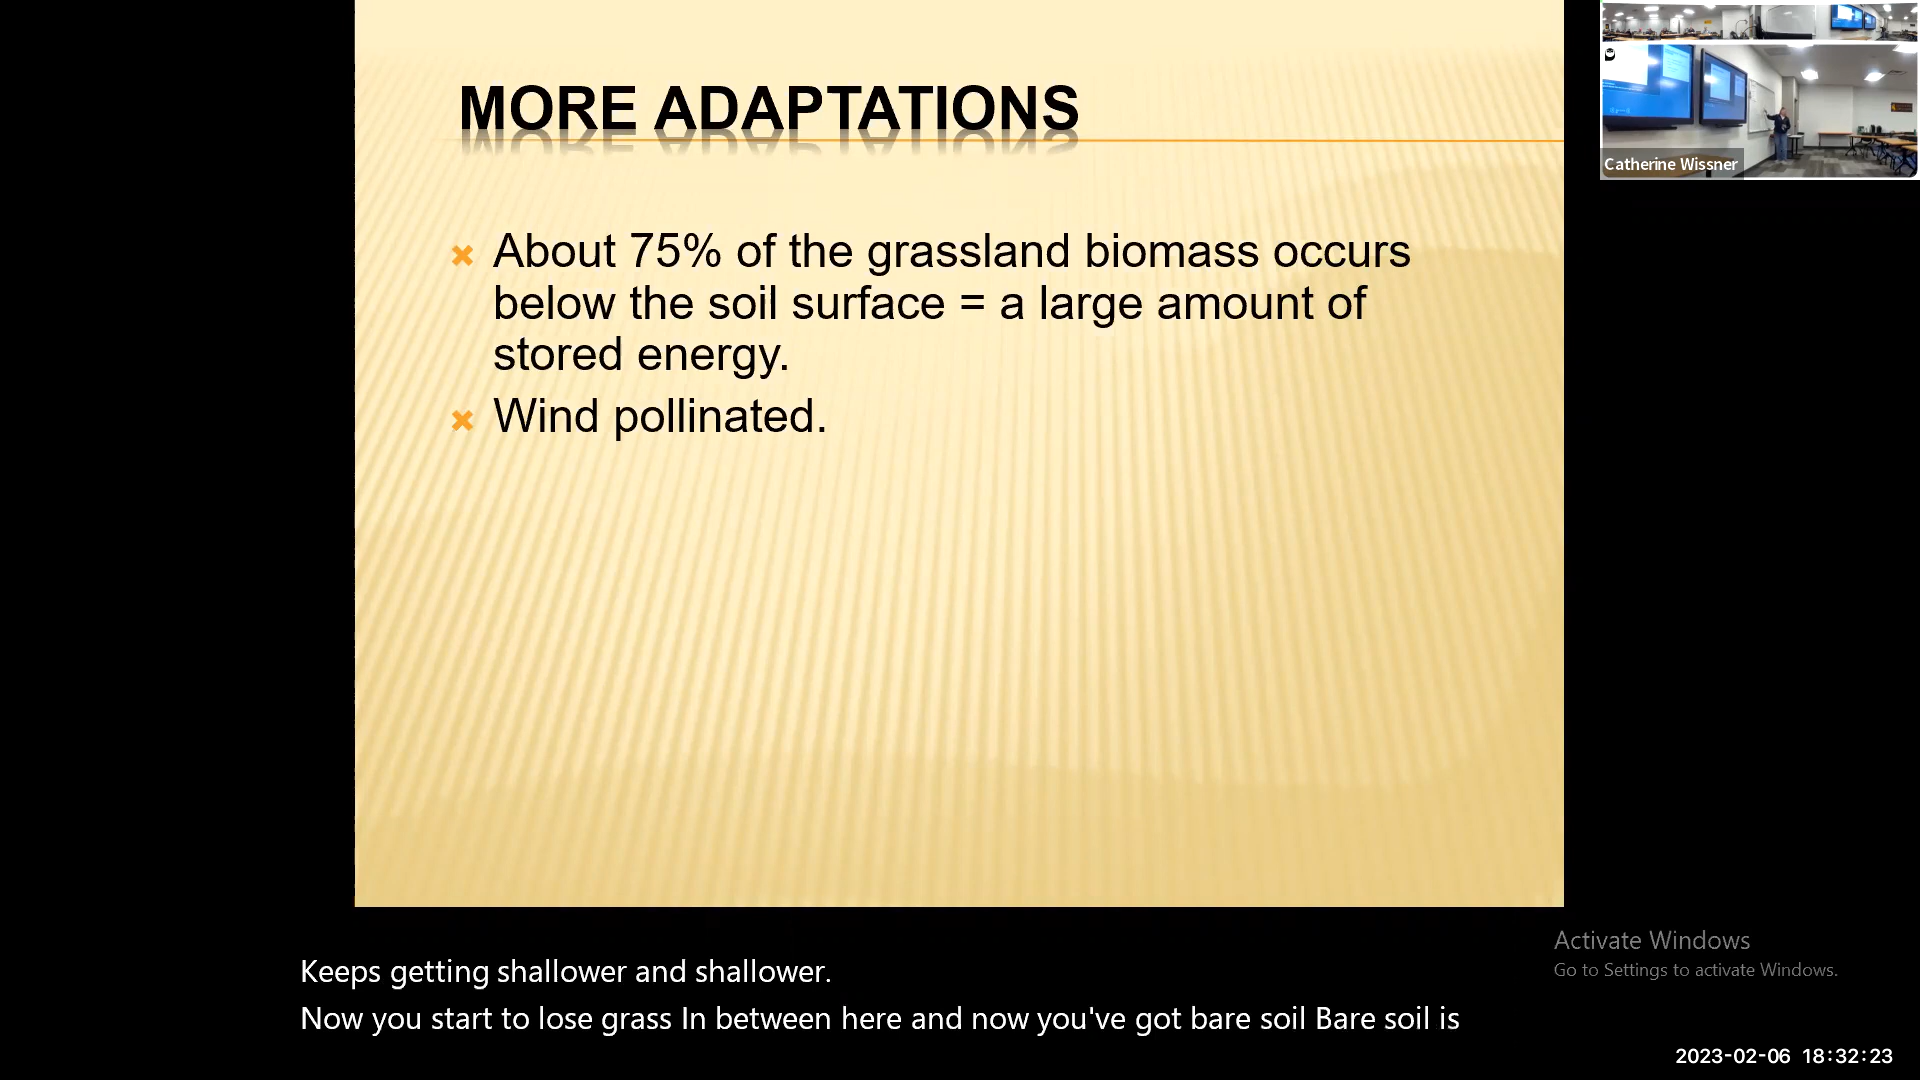 MORE ADAPTATIONS
About 75% of the grassland biomass occurs
below the soil surface = a large amount of
stored energy.
Wind pollinated.
Catherine Wissner
Keeps getting shallower and shallower.
Now you start to lose grass In between here and now you've got bare soil Bare soil is
Activate Windows
Go to Settings to activate Windows.
2023-02-06 18:32:23